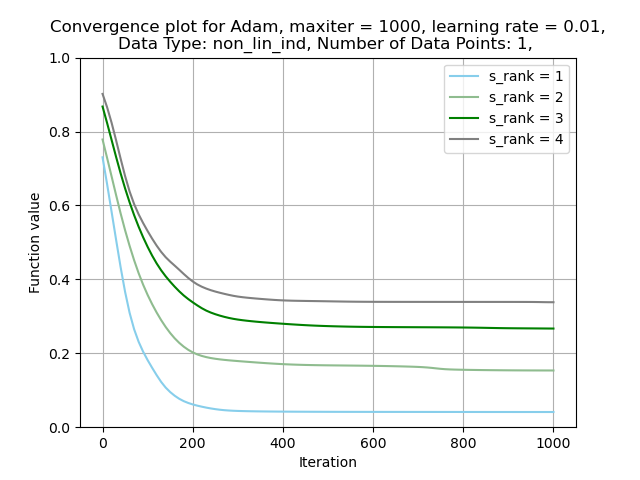 Convergence plot for Adam, maxiter = 1000, learning rate = 0.01,
Data Type: non_lin_ind, Number of Data Points: 1,
1.0
0.8
0.6
0.4
0.2
0.0
Function value
s_rank = 1
s_rank = 2
s_rank = 3
s_rank = 4
0 200 400 600 800 1000
Iteration